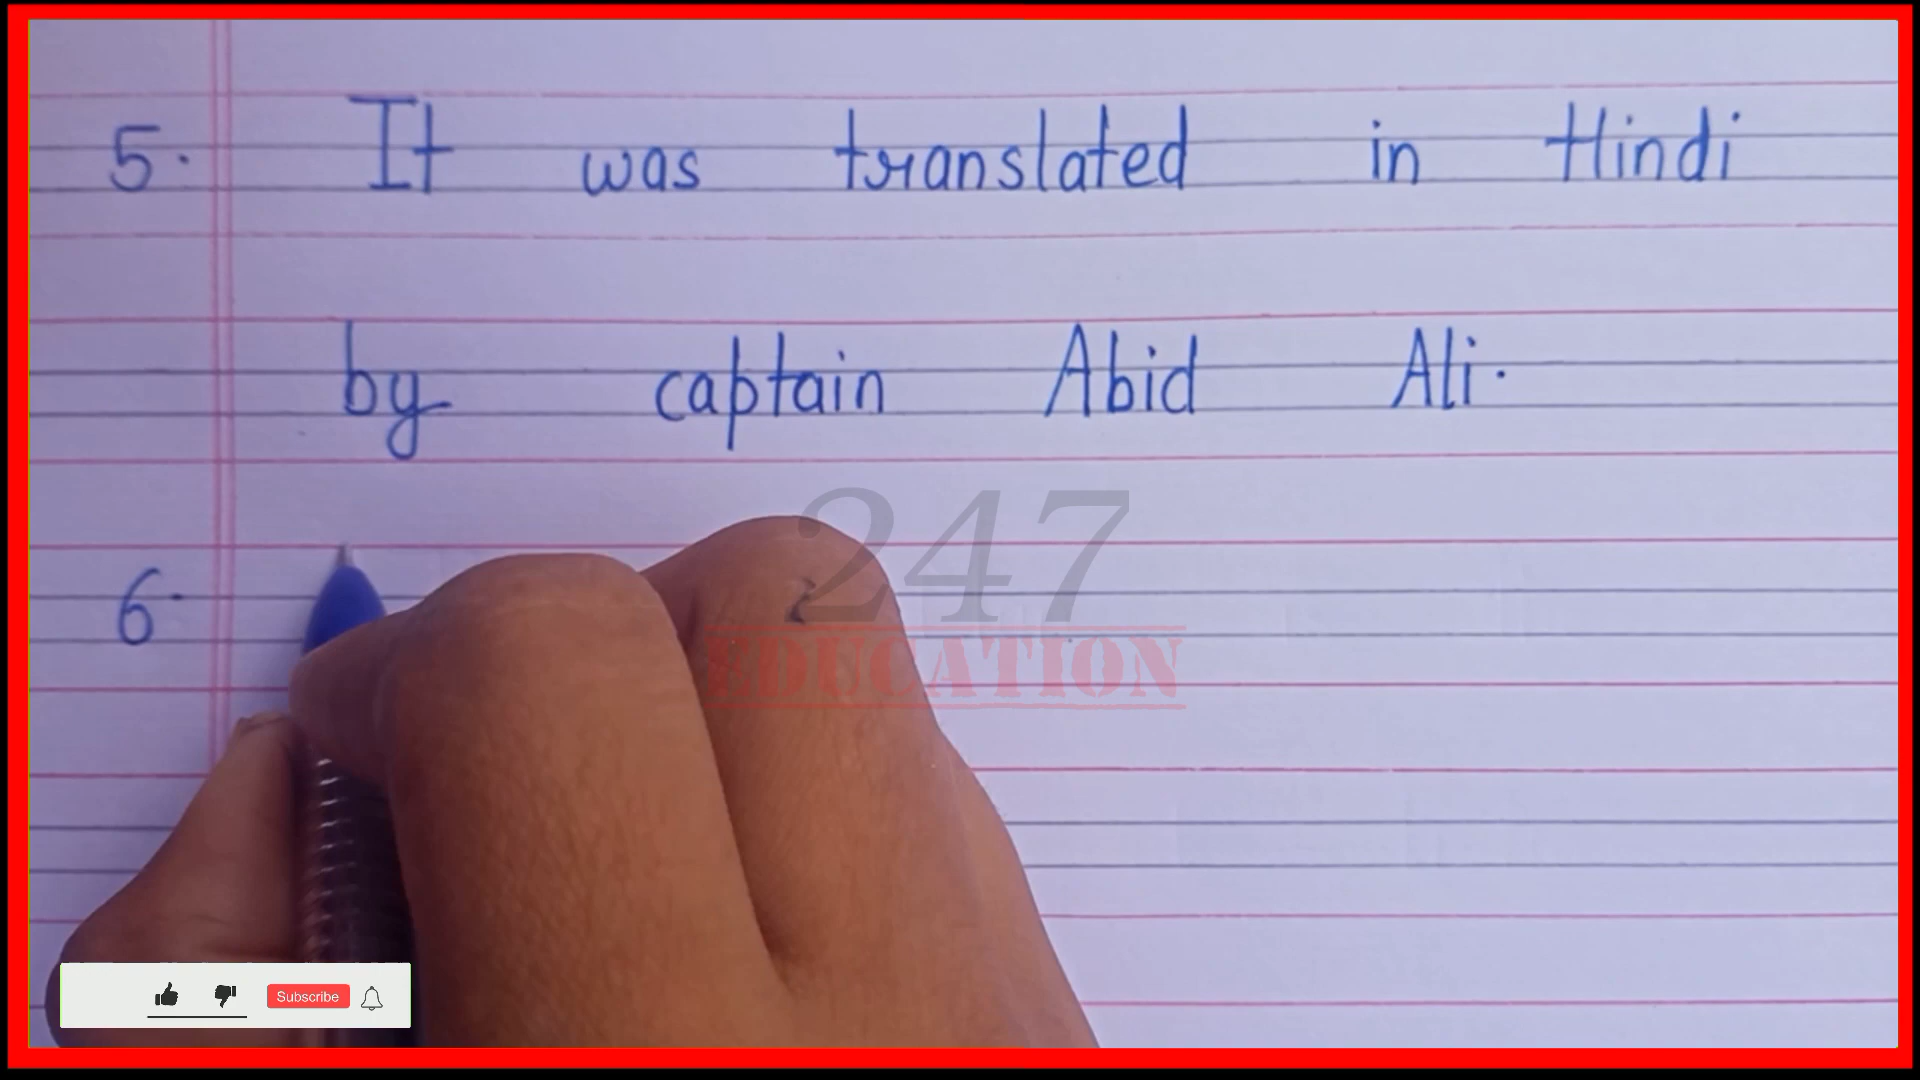 5. It was translated in Hindi
by captain Abid Ali.
6.
247
EDUCATION
Subscribe